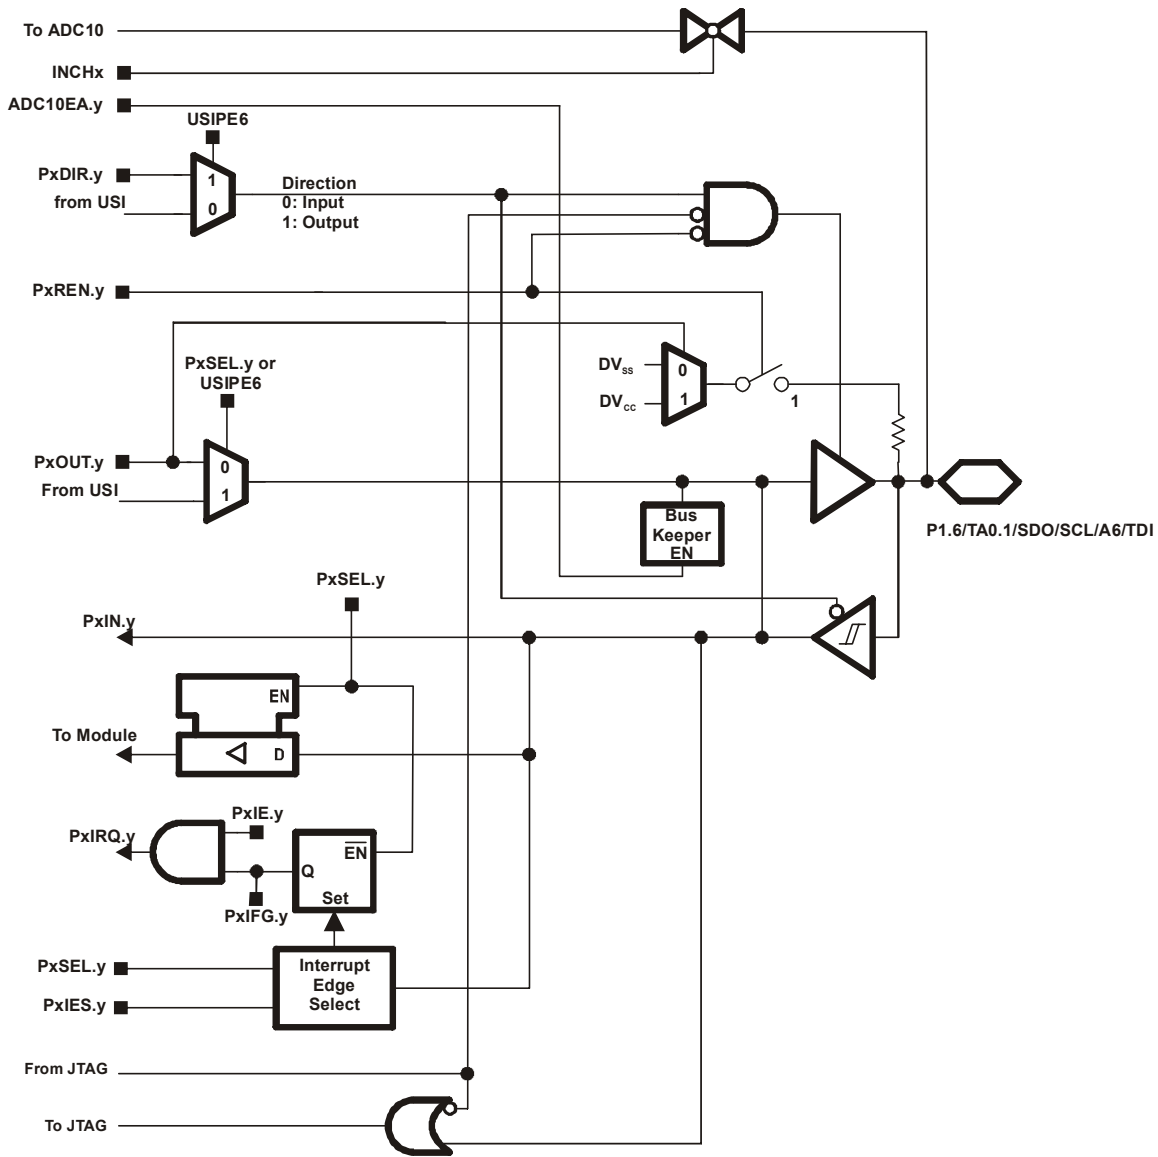 To ADC10
INCHx
ADC10EA.y
USIPE6
PxDIR.y
from USI
1
0
Direction
0: Input
1: Output
PxREN.y
PxSEL.y or
USIPE6
DVSS
DVCC
0
1
1
PxOUT.y
From USI
0
1
Bus
Keeper
EN
P1.6/TA0.1/SDO/SCL/A6/TDI
PxSEL.y
PxIN.y
EN
To Module
D
PxIE.y
PxIRQ.y
EN
Q
Set
PxIFG.y
PxSEL.y
PxIES.y
Interrupt
Edge
Select
From JTAG
To JTAG